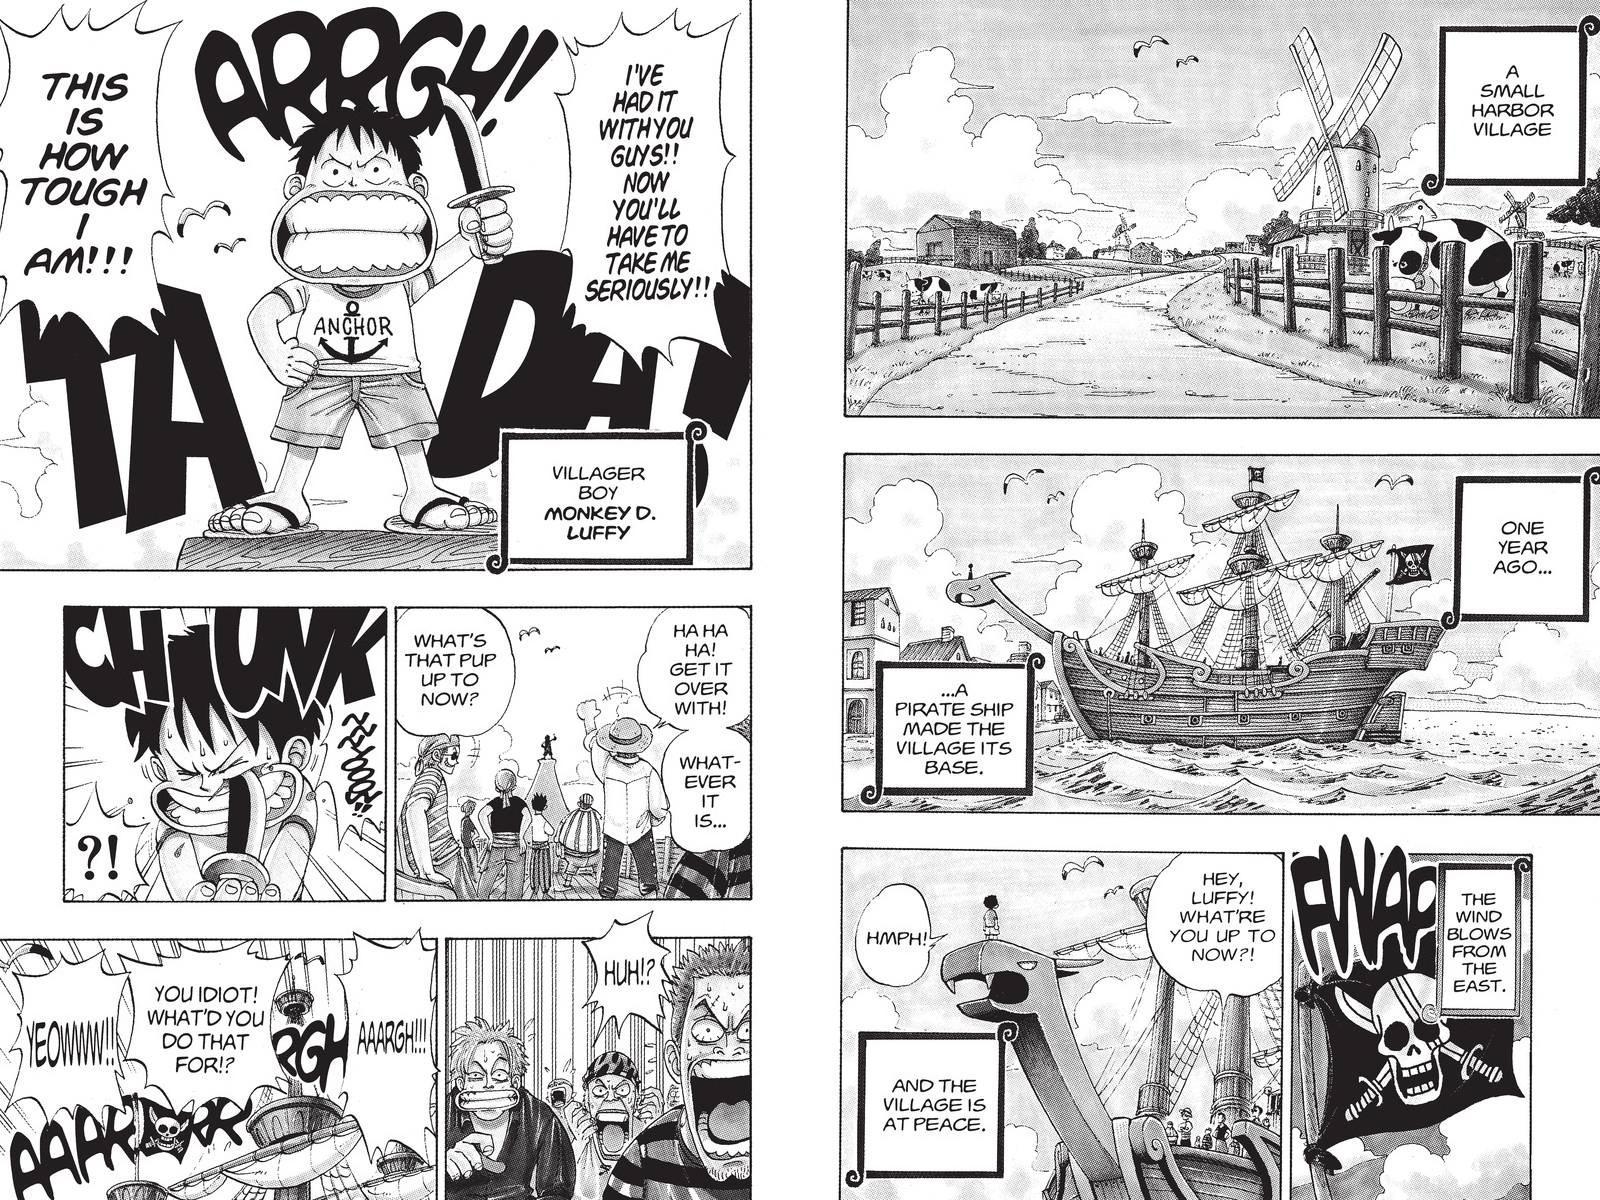 A
SMALL
HARBOR
VILLAGE
ONE
YEAR
AGO...
...A
PIRATE SHIP
MADE THE
VILLAGE ITS
BASE.
THE
WIND
BLOWS
FROM
THE
EAST.
FWAP
HEY,
LUFFY!
WHAT'RE
YOU UP TO
NOW?!
HMPH!
AND THE
VILLAGE IS
AT PEACE.
I'VE
HAD IT
WITH YOU
GUYS!!
NOW
YOU'LL
HAVE TO
TAKE ME
SERIOUSLY!!
ARRGH!
THIS
IS
HOW
TOUGH
I
AM!!!
ANCHOR
TA DA!
VILLAGER
BOY
MONKEY D.
LUFFY
HA HA
HA!
GET IT
OVER
WITH!
WHAT-
EVER
IT
IS...
WHAT'S
THAT PUP
UP TO
NOW?
CHUNK
?!
HUH!?
AAARGH!!!
YOU IDIOT!
WHAT'D YOU
DO THAT
FOR!?
YEOWWW!!